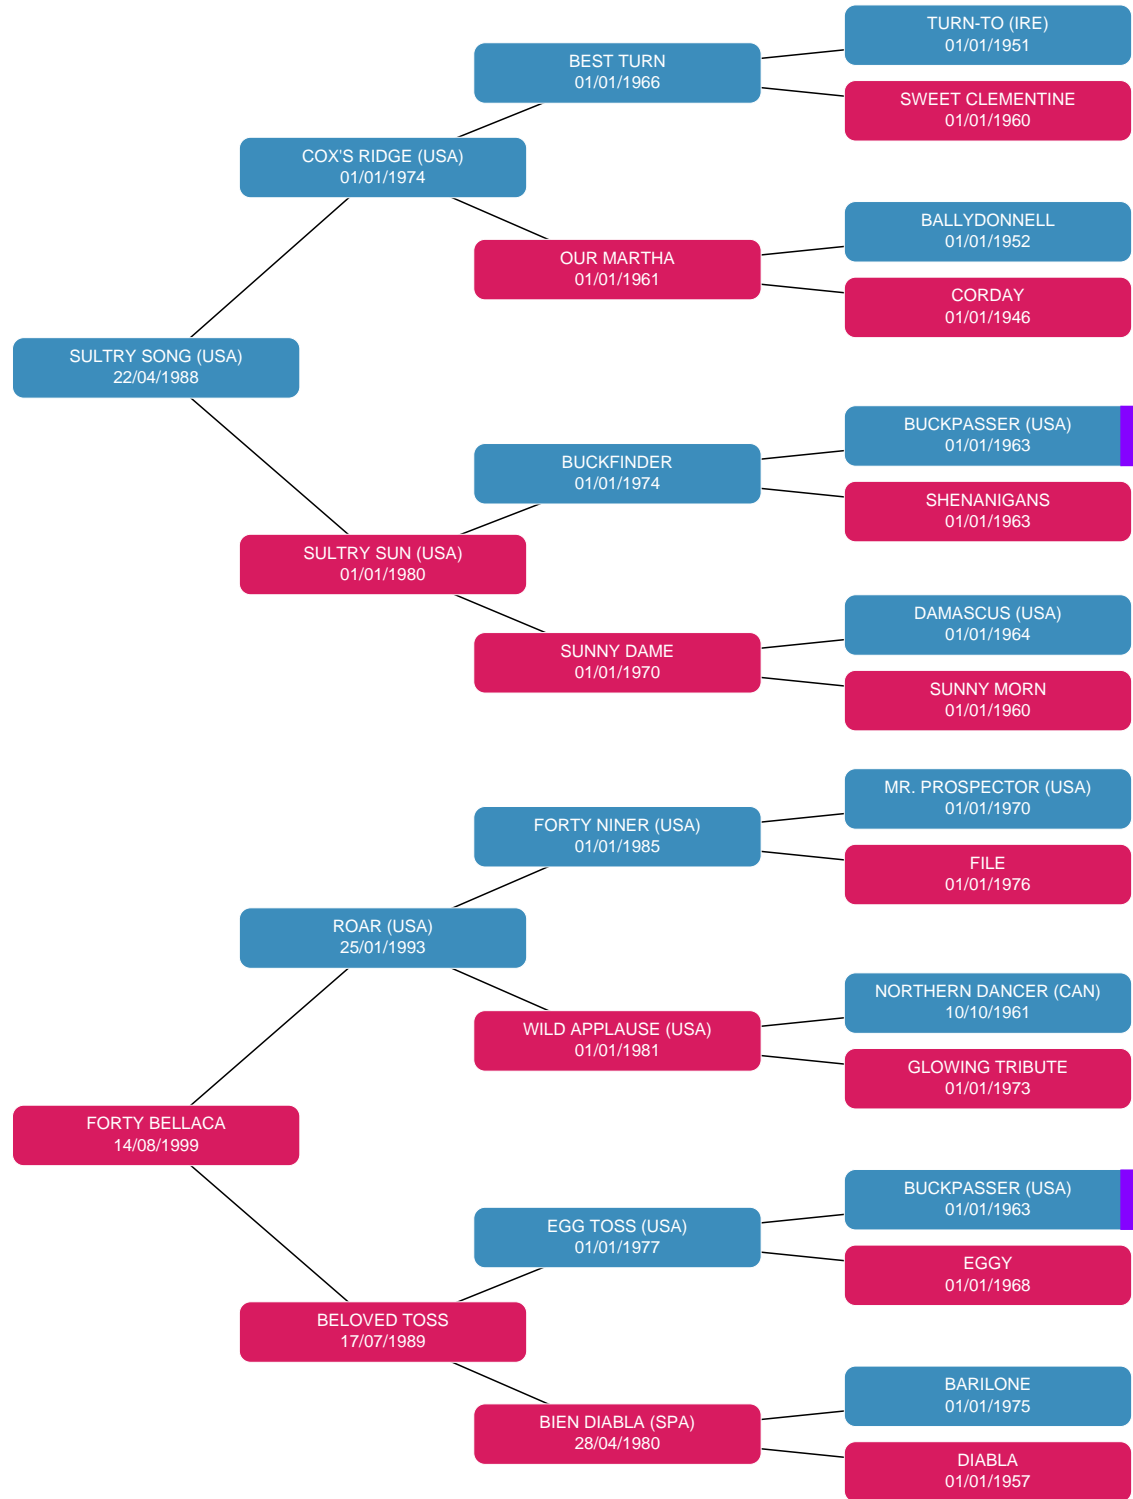 TURN-TO (IRE)
01/01/1951
BEST TURN
01/01/1966
SWEET CLEMENTINE
01/01/1960
COX'S RIDGE (USA)
01/01/1974
BALLYDONNELL
01/01/1952
OUR MARTHA
01/01/1961
CORDAY
01/01/1946
SULTRY SONG (USA)
22/04/1988
BUCKPASSER (USA)
01/01/1963
BUCKFINDER
01/01/1974
SHENANIGANS
01/01/1963
SULTRY SUN (USA)
01/01/1980
DAMASCUS (USA)
01/01/1964
SUNNY DAME
01/01/1970
SUNNY MORN
01/01/1960
MR. PROSPECTOR (USA)
01/01/1970
FORTY NINER (USA)
01/01/1985
FILE
01/01/1976
ROAR (USA)
25/01/1993
NORTHERN DANCER (CAN)
10/10/1961
WILD APPLAUSE (USA)
01/01/1981
GLOWING TRIBUTE
01/01/1973
FORTY BELLACA
14/08/1999
BUCKPASSER (USA)
01/01/1963
EGG TOSS (USA)
01/01/1977
EGGY
01/01/1968
BELOVED TOSS
17/07/1989
BARILONE
01/01/1975
BIEN DIABLA (SPA)
28/04/1980
DIABLA
01/01/1957